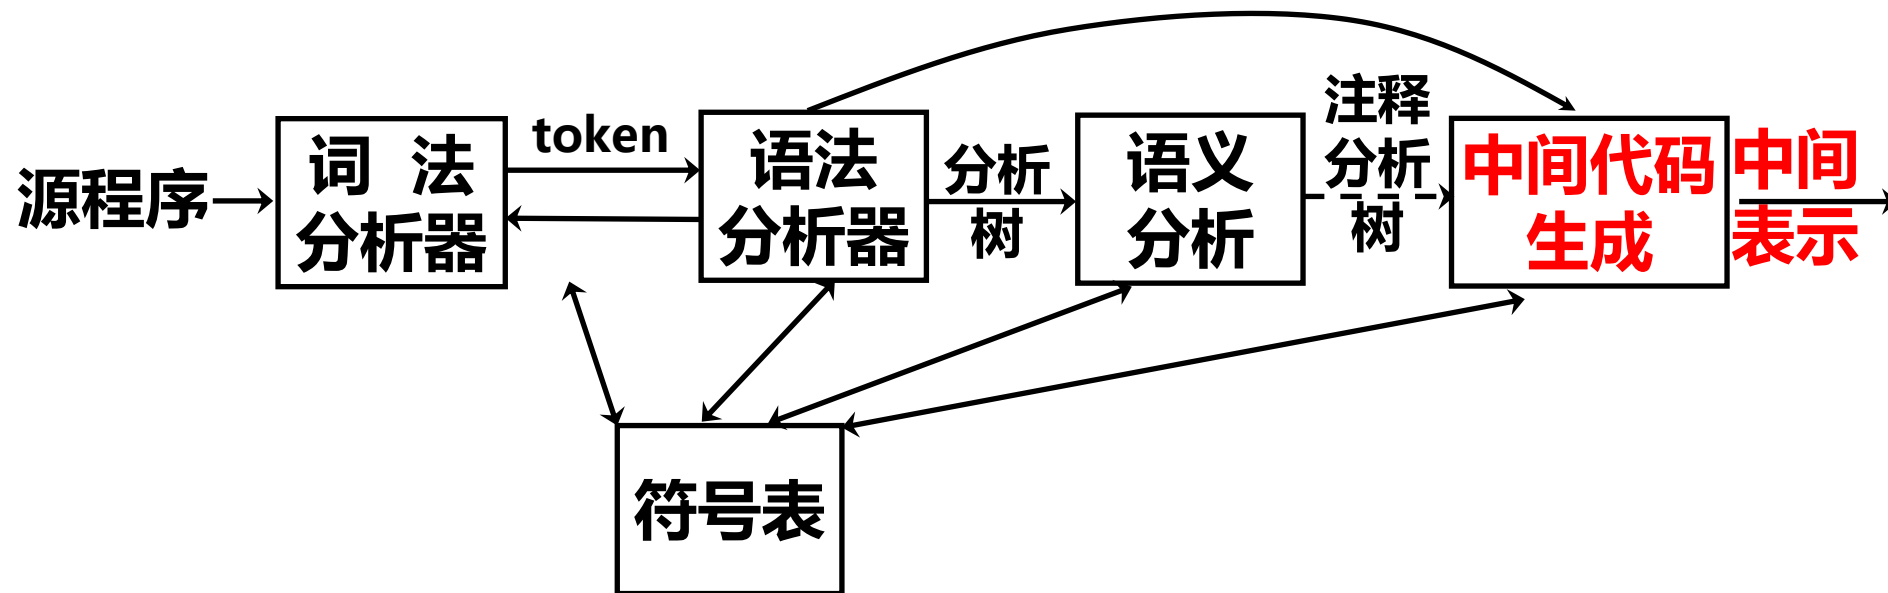 源程序
词 法
分析器
token
语法
分析器
分析
树
语义
分析
注释
分析
树
中间代码
生成
中间
表示
符号表